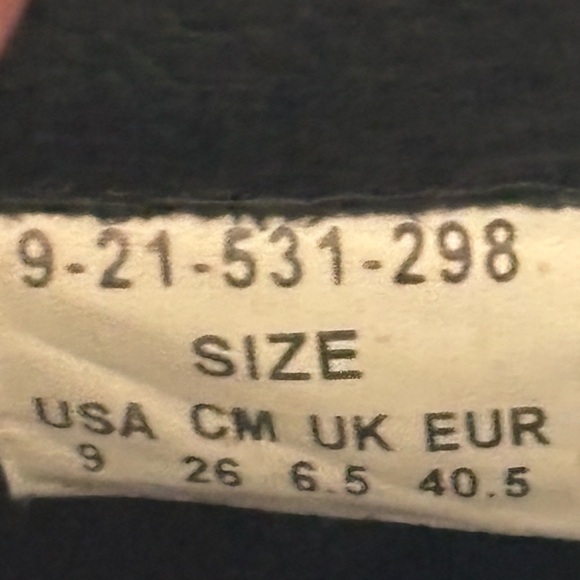 9-21-531-298
SIZE
USA CM UK EUR
9 26 6.5 40.5